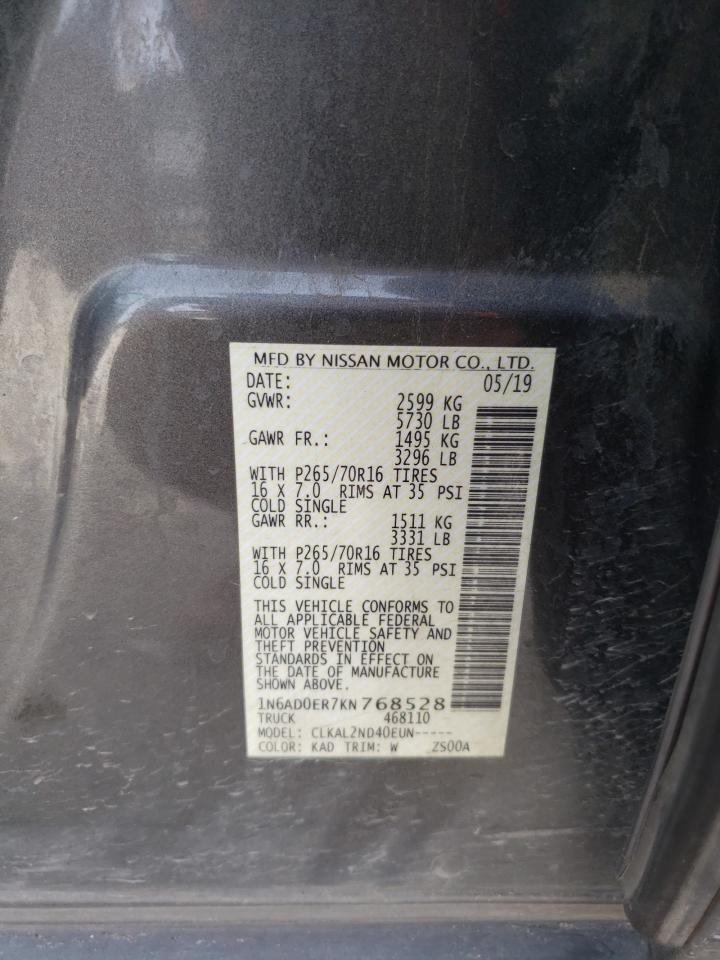 MFD BY NISSAN MOTOR CO., LTD.
DATE: 05/19
GVWR: 2599 KG
5730 LB
GAWR FR.: 1495 KG
3296 LB
WITH P265/70R16 TIRES
16 X 7.0 RIMS AT 35 PSI
COLD SINGLE
GAWR RR.: 1511 KG
3331 LB
WITH P265/70R16 TIRES
16 X 7.0 RIMS AT 35 PSI
COLD SINGLE
THIS VEHICLE CONFORMS TO
ALL APPLICABLE FEDERAL
MOTOR VEHICLE SAFETY AND
THEFT PREVENTION
STANDARDS IN EFFECT ON
THE DATE OF MANUFACTURE
SHOWN ABOVE.
1N6AD0ER7KN768528
TRUCK 468110
MODEL: CLKAL2ND40EUN-----
COLOR: KAD TRIM: W ZS00A